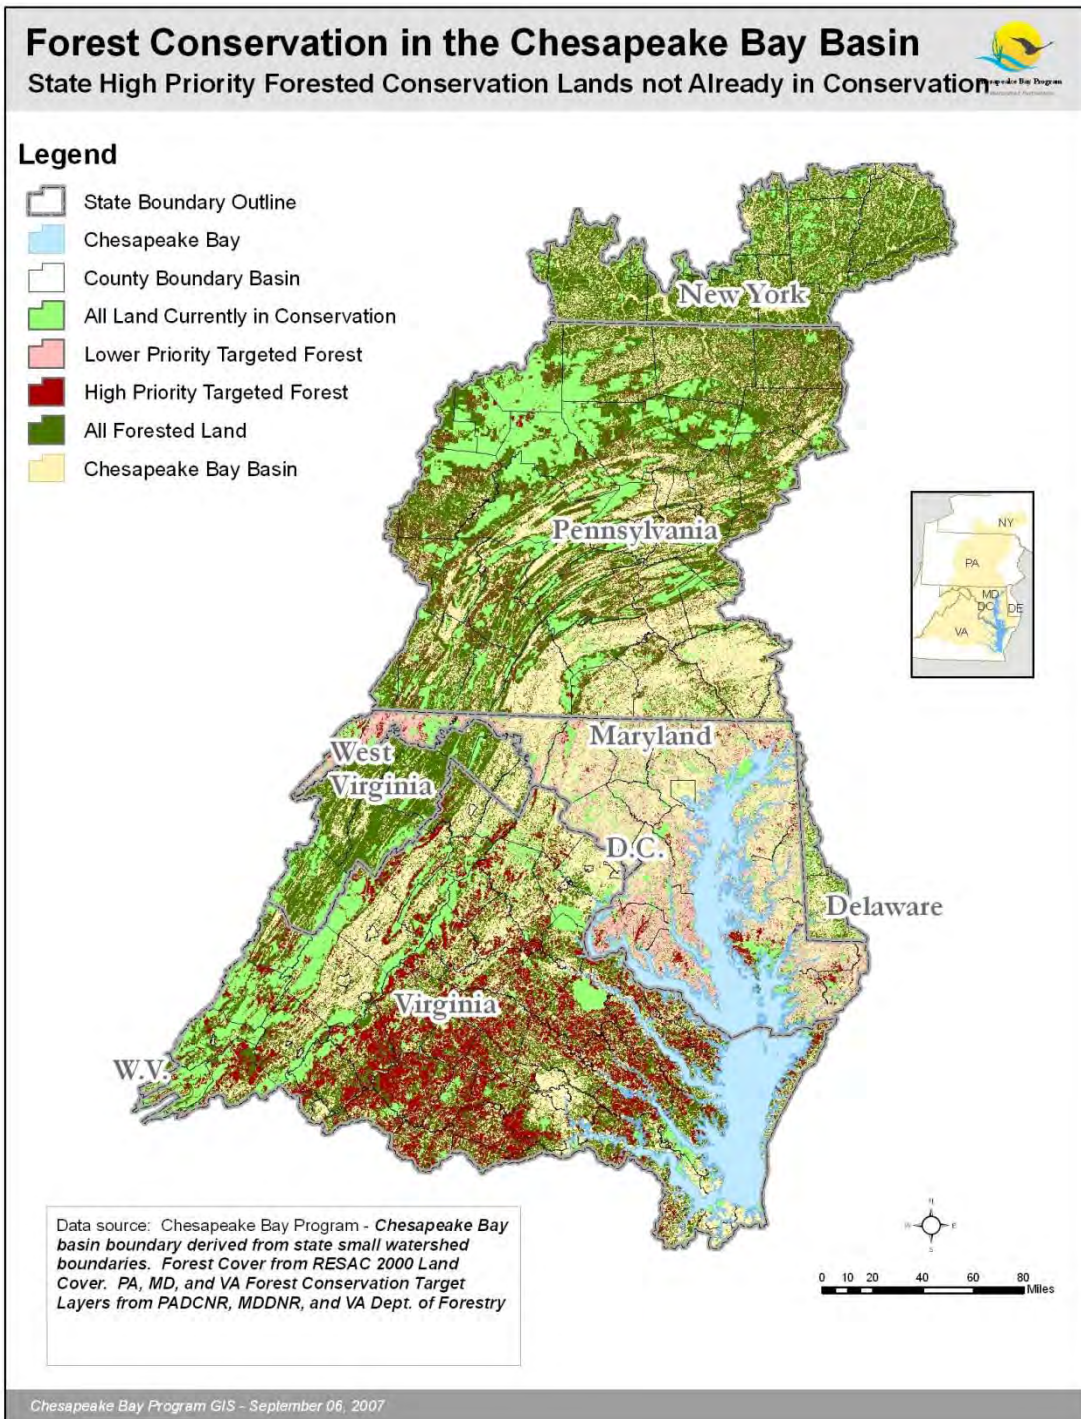 Forest Conservation in the Chesapeake Bay Basin
State High Priority Forested Conservation Lands not Already in Conservation
Chesapeake Bay Program
Legend
State Boundary Outline
Chesapeake Bay
County Boundary Basin
All Land Currently in Conservation
Lower Priority Targeted Forest
High Priority Targeted Forest
All Forested Land
Chesapeake Bay Basin
New York
Pennsylvania
NY
PA
MD
DC
DE
VA
Maryland
West
Virginia
D.C.
Delaware
Virginia
W.V.
Data source: Chesapeake Bay Program - Chesapeake Bay
basin boundary derived from state small watershed
boundaries. Forest Cover from RESAC 2000 Land
Cover. PA, MD, and VA Forest Conservation Target
Layers from PADCNR, MDDNR, and VA Dept. of Forestry
N
W E
S
0 10 20 40 60 80
Miles
Chesapeake Bay Program GIS - September 06, 2007